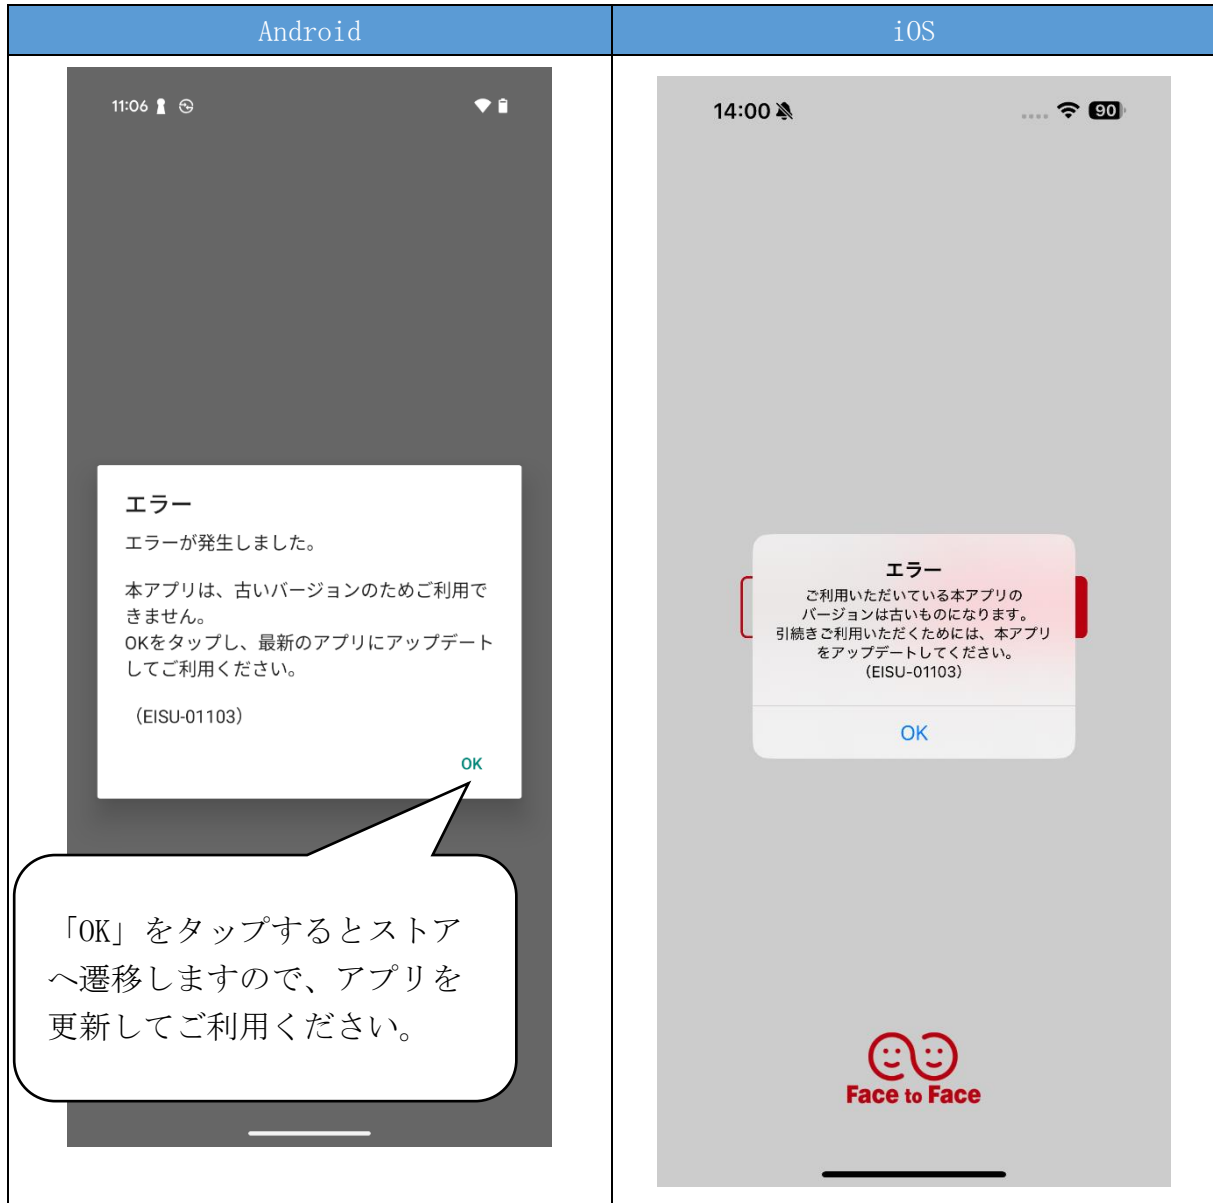 Android
iOS
11:06
エラー
エラーが発生しました。
本アプリは、古いバージョンのためご利用で
きません。
OKをタップし、最新のアプリにアップデート
してご利用ください。
（EISU-01103）
OK
「OK」をタップするとストア
へ遷移しますので、アプリを
更新してご利用ください。
14:00
90
エラー
ご利用いただいている本アプリの
バージョンは古いものになります。
引続きご利用いただくためには、本アプリ
をアップデートしてください。
（EISU-01103）
OK
Face to Face